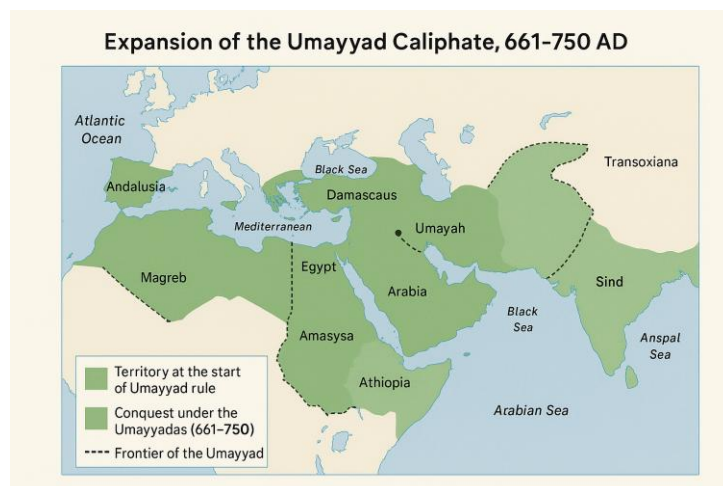 Expansion of the Umayyad Caliphate, 661–750 AD
Atlantic
Ocean
Black Sea
Transoxiana
Andalusia
Damascaus
Mediterranean
Umayah
Magreb
Egypt
Sind
Arabia
Black
Sea
Amasysa
Anspal
Sea
Athiopia
Arabian Sea
Territory at the start
of Umayyad rule
Conquest under the
Umayyadas (661–750)
Frontier of the Umayyad